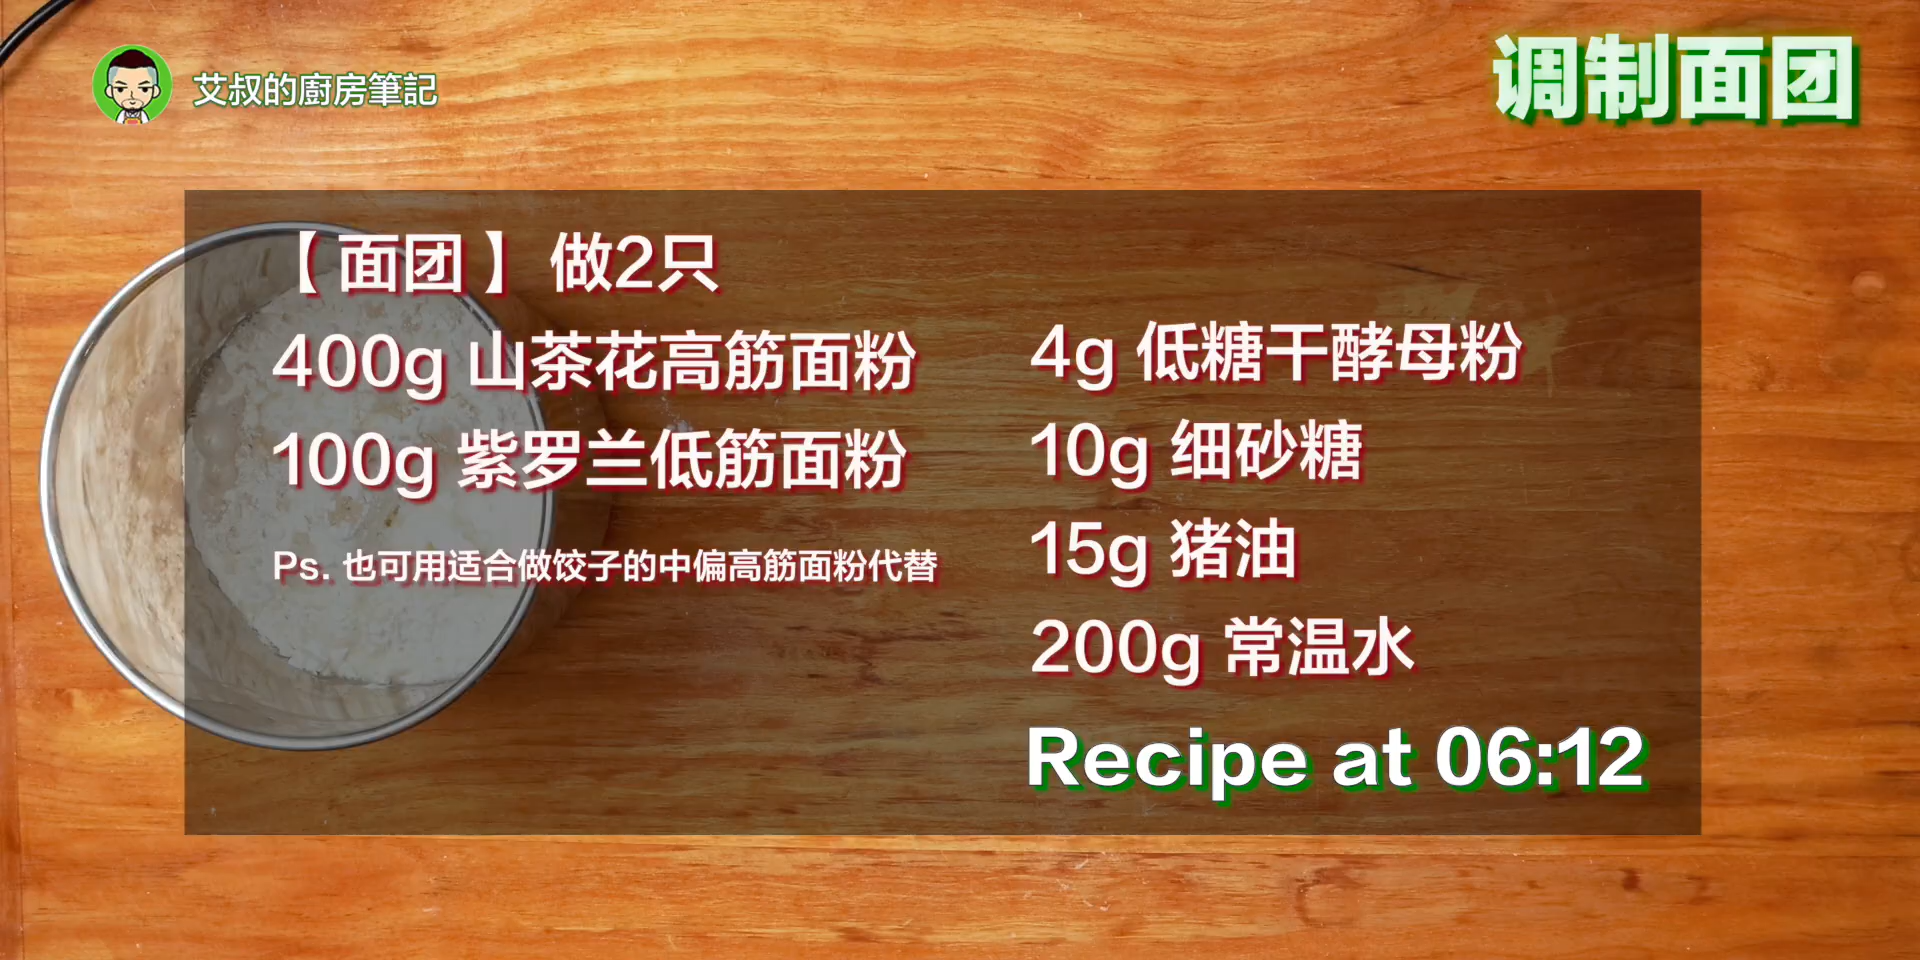 艾叔的廚房筆記
调制面团
【面团】 做2只
400g 山茶花高筋面粉
100g 紫罗兰低筋面粉
Ps. 也可用适合做饺子的中偏高筋面粉代替
4g 低糖干酵母粉
10g 细砂糖
15g 猪油
200g 常温水
Recipe at 06:12